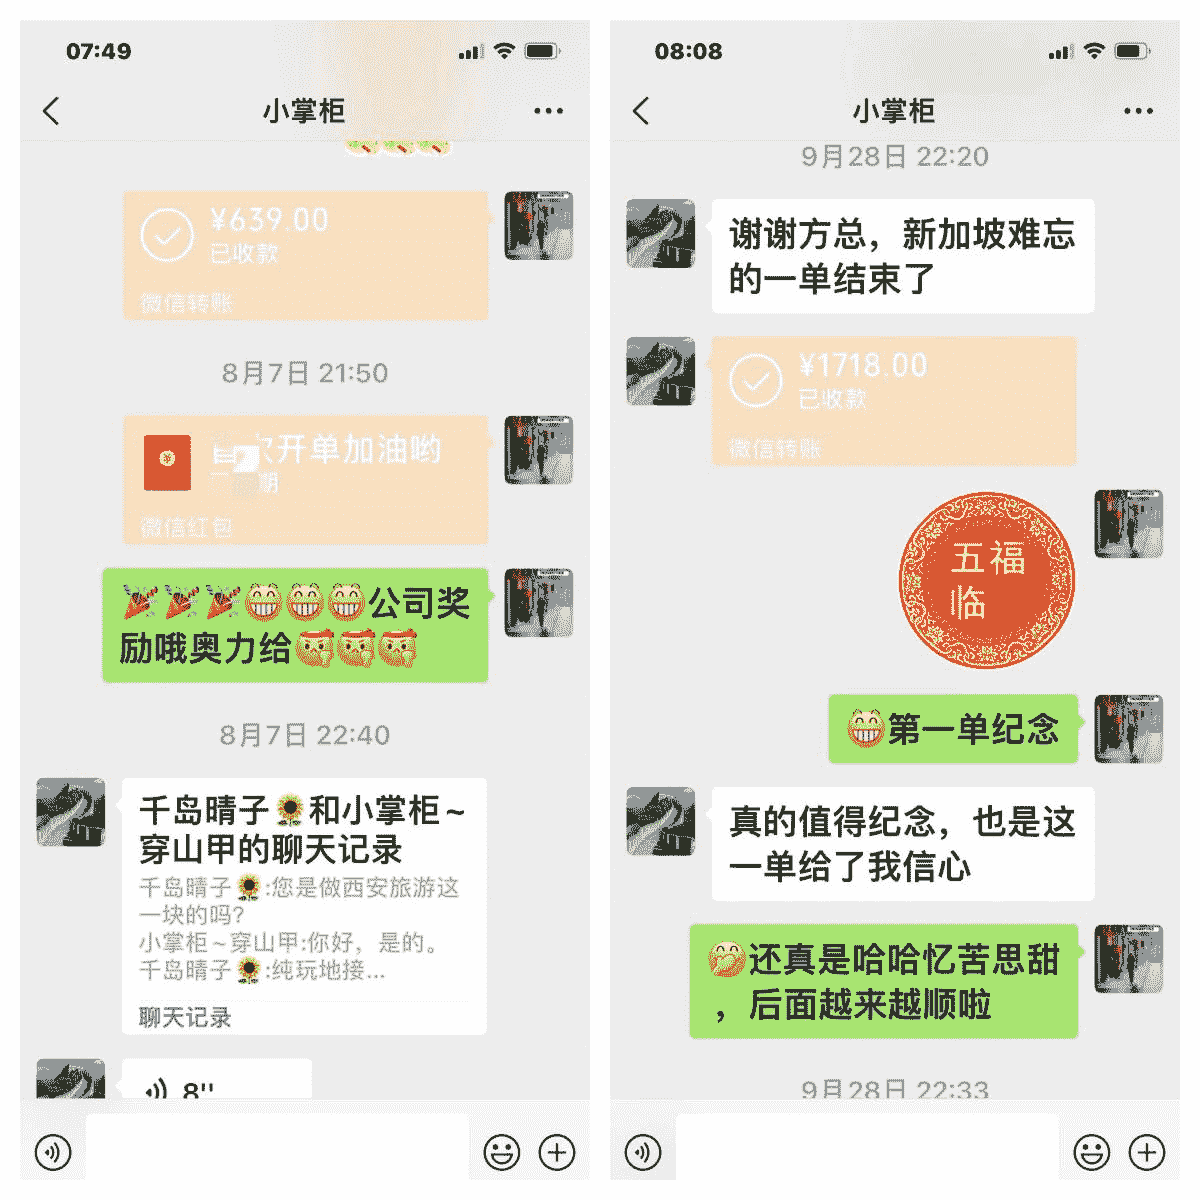 07:49
小掌柜
¥639.00
已收款
微信转账
8月7日 21:50
次开单加油哟
期
微信红包
🎉🎉🎉😁😁😁公司奖
励哦奥力给
8月7日 22:40
千岛晴子🌻和小掌柜~
穿山甲的聊天记录
千岛晴子🌻:您是做西安旅游这
一块的吗?
小掌柜~穿山甲:你好，是的。
千岛晴子🌻:纯玩地接...
聊天记录
8"
08:08
小掌柜
9月28日 22:20
谢谢方总，新加坡难忘
的一单结束了
¥1718.00
已收款
微信转账
五福
临
😁第一单纪念
真的值得纪念，也是这
一单给了我信心
🤭还真是哈哈忆苦思甜
，后面越来越顺啦
9月28日 22:33